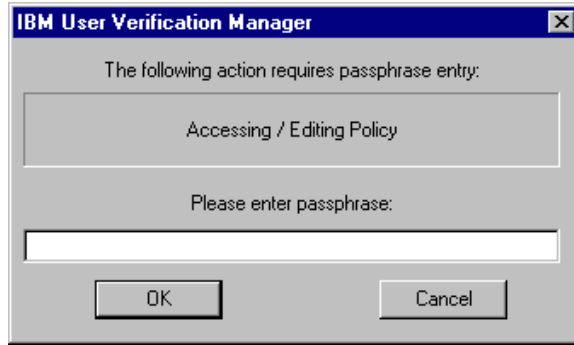 IBM User Verification Manager
The following action requires passphrase entry:
Accessing / Editing Policy
Please enter passphrase:
OK Cancel